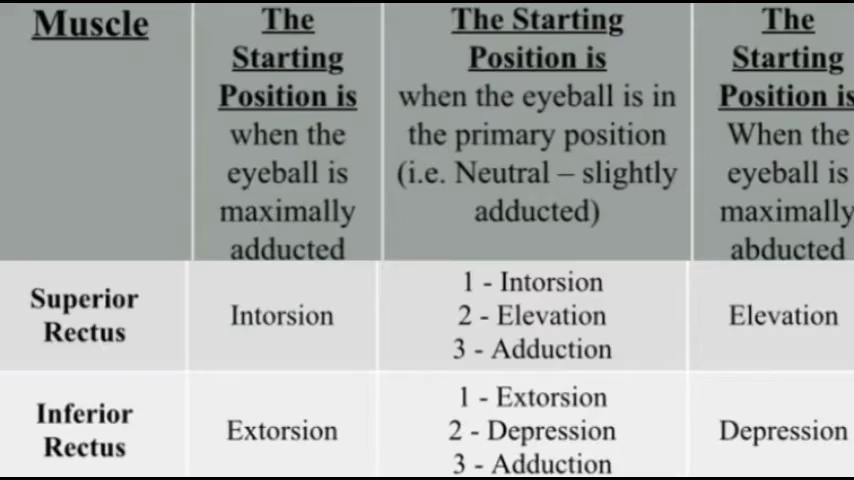 Muscle
The
Starting
Position is
when the
eyeball is
maximally
adducted
The Starting
Position is
when the eyeball is in
the primary position
(i.e. Neutral – slightly
adducted)
The
Starting
Position is
When the
eyeball is
maximally
abducted
Superior
Rectus
Intorsion
1 - Intorsion
2 - Elevation
3 - Adduction
Elevation
Inferior
Rectus
Extorsion
1 - Extorsion
2 - Depression
3 - Adduction
Depression